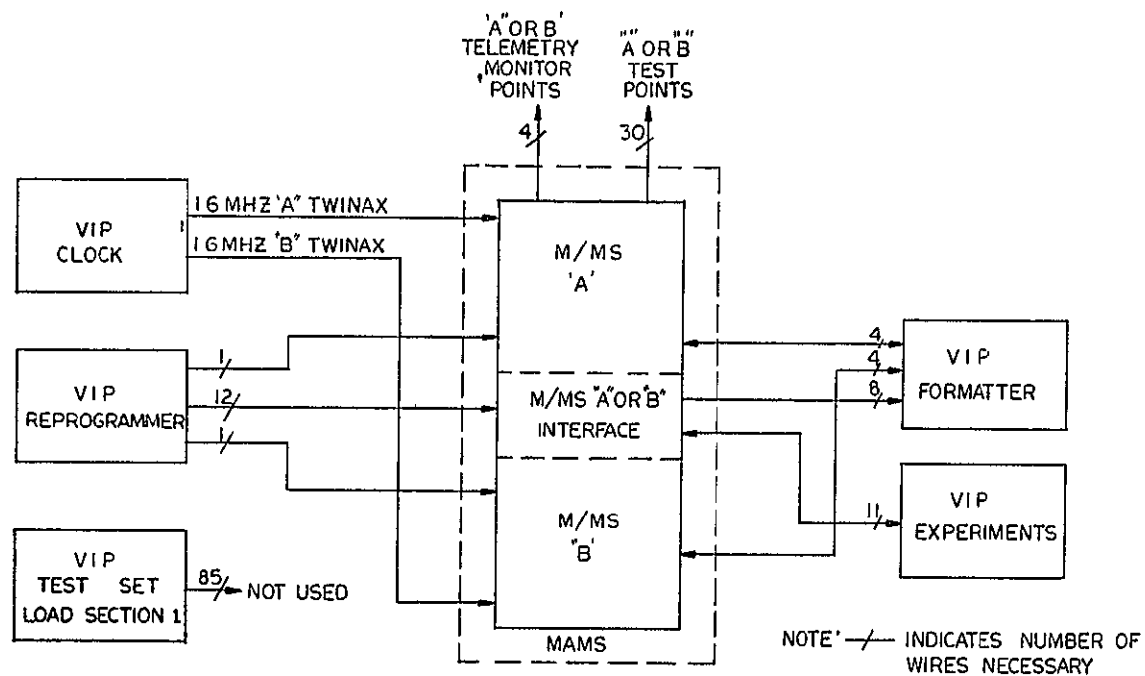 'A" OR B'
TELEMETRY
MONITOR
POINTS
"" A OR "B""
TEST
POINTS
4
30
VIP
CLOCK
16 MHZ 'A" TWINAX
16 MHZ "B" TWINAX
M/MS
'A'
VIP
REPROGRAMMER
1
12
1
M/MS "A" OR "B"
INTERFACE
4
4
8
VIP
FORMATTER
M/MS
"B'
11
VIP
EXPERIMENTS
VIP
TEST SET
LOAD SECTION 1
85
NOT USED
MAMS
NOTE' INDICATES NUMBER OF
WIRES NECESSARY